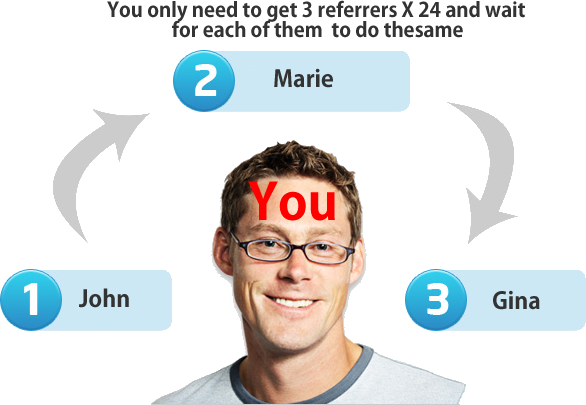 You only need to get 3 referrers X 24 and wait
for each of them to do thesame
2
Marie
You
1
John
3
Gina